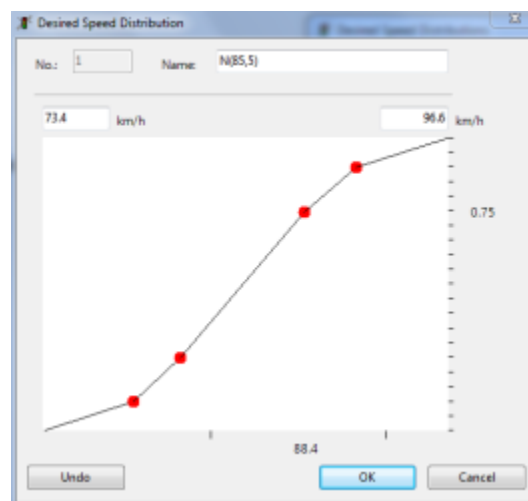 Desired Speed Distribution
No.: 1 Name: N(85,5)
73.4 km/h 96.6 km/h
0.75
88.4
Undo OK Cancel